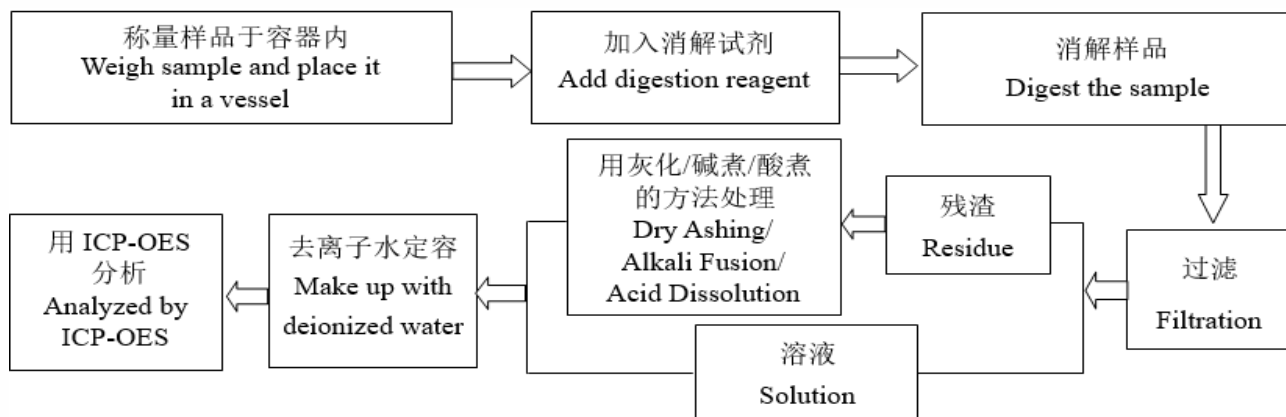 称量样品于容器内
Weigh sample and place it
in a vessel
加入消解试剂
Add digestion reagent
消解样品
Digest the sample
过滤
Filtration
残渣
Residue
溶液
Solution
用灰化/碱煮/酸煮
的方法处理
Dry Ashing/
Alkali Fusion/
Acid Dissolution
去离子水定容
Make up with
deionized water
用 ICP-OES
分析
Analyzed by
ICP-OES